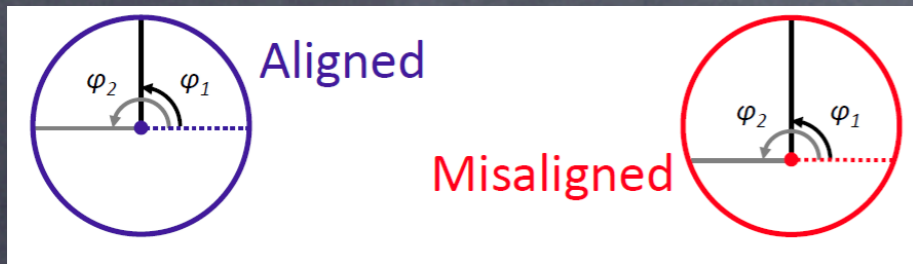 Aligned
φ2 φ1
Misaligned
φ2 φ1